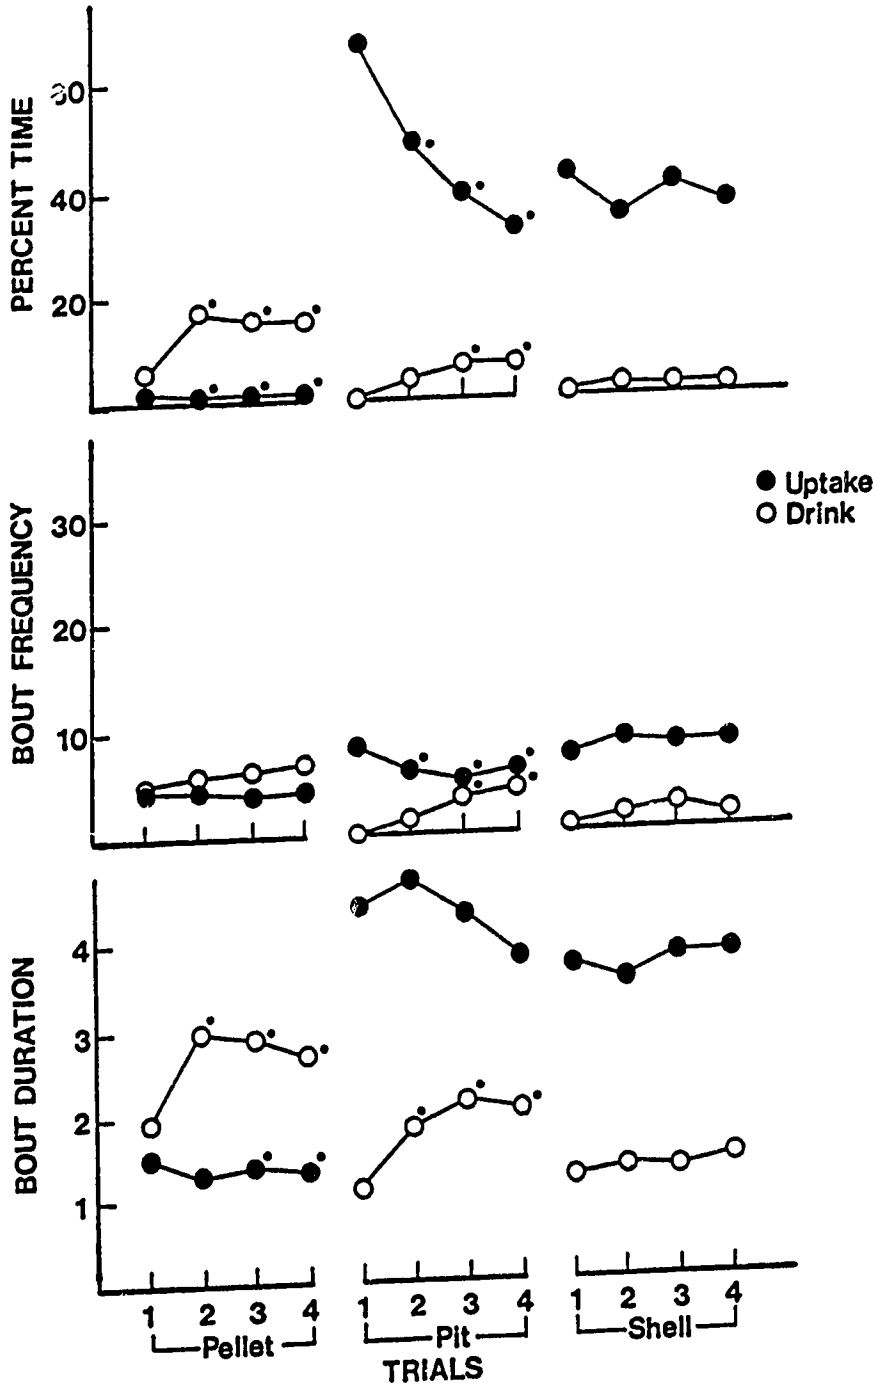 PERCENT TIME
40
20
BOUT FREQUENCY
30
20
10
● Uptake
○ Drink
BOUT DURATION
4
3
2
1
1 2 3 4 1 2 3 4 1 2 3 4
Pellet Pit Shell
TRIALS